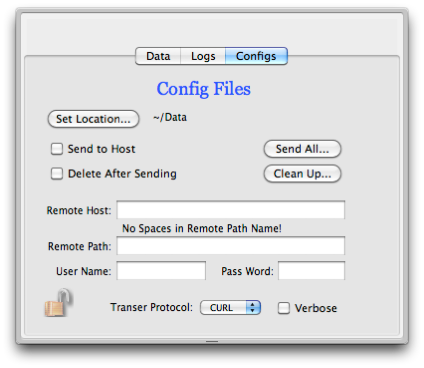 Data Logs Configs
Config Files
Set Location... ~/Data
Send to Host Send All...
Delete After Sending Clean Up...
Remote Host:
No Spaces in Remote Path Name!
Remote Path:
User Name: Pass Word:
Transer Protocol: CURL Verbose